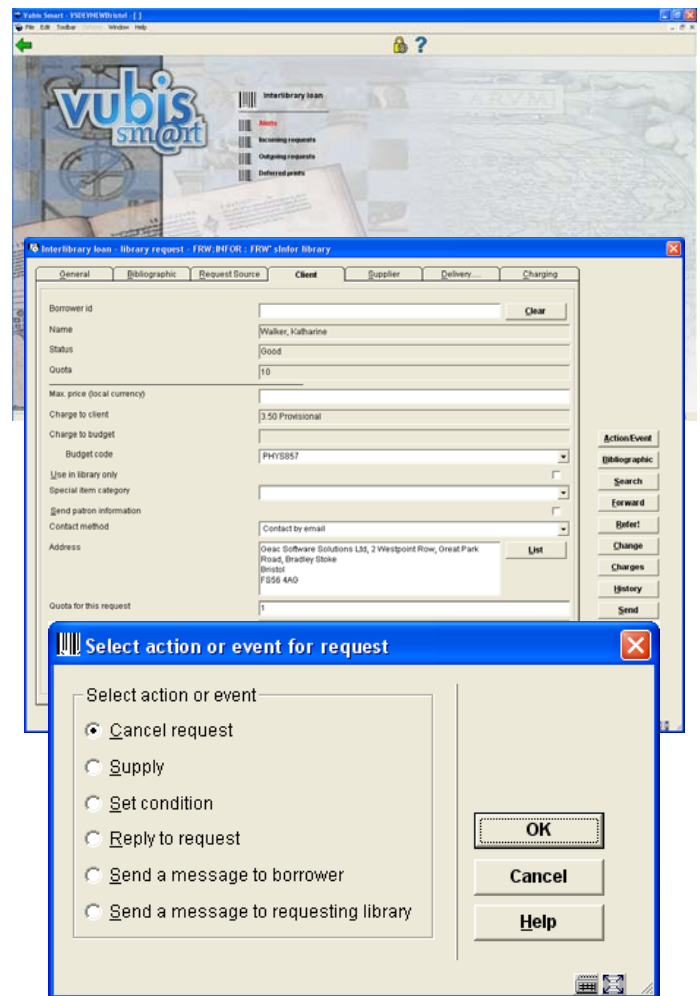 Vubis Smart - VSDEVNEWBristol - [ ]
File Edit Toolbar Options Window Help
?
vubis
sm@rt
Interlibrary loan
Alerts
Incoming requests
Outgoing requests
Deferred prints
Interlibrary loan - library request - FRW:INFOR : FRW' sInfor library
General Bibliographic Request Source Client Supplier Delivery.... Charging
Borrower id Clear
Name Walker, Katharine
Status Good
Quota 10
Max. price (local currency)
Charge to client 3.50 Provisional
Charge to budget
Budget code PHYS857
Use in library only
Special item category
Send patron information
Contact method Contact by email
Address Geac Software Solutions Ltd, 2 Westpoint Row, Great Park
Road, Bradley Stoke
Bristol
FS56 4AG
List
Quota for this request 1
Action/Event
Bibliographic
Search
Forward
Refer!
Change
Charges
History
Send
Select action or event for request
Select action or event
Cancel request
Supply
Set condition
Reply to request
Send a message to borrower
Send a message to requesting library
OK
Cancel
Help